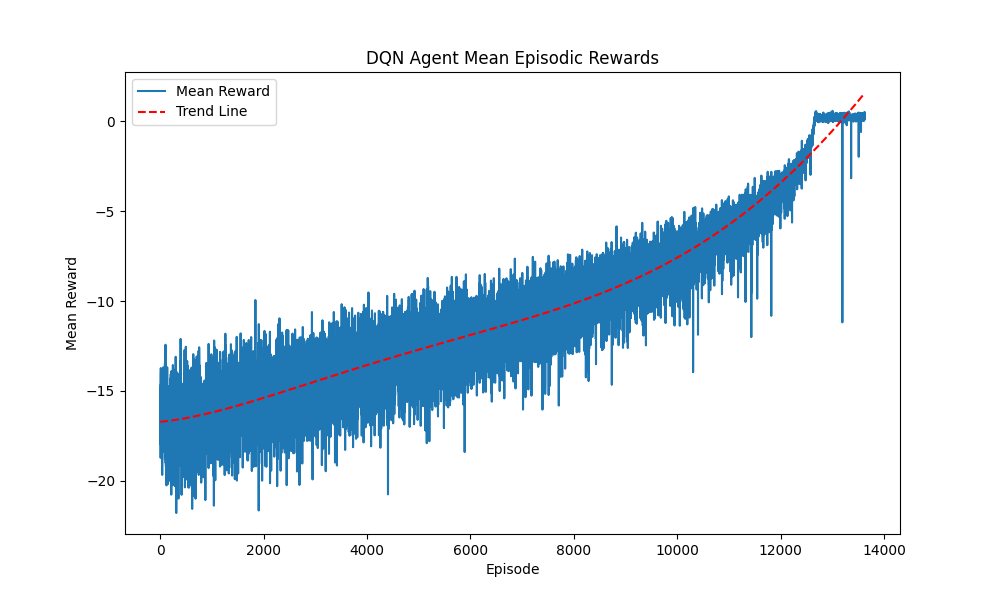 DQN Agent Mean Episodic Rewards
Mean Reward
Trend Line
0
−5
−10
−15
−20
Mean Reward
0
2000
4000
6000
8000
10000
12000
14000
Episode